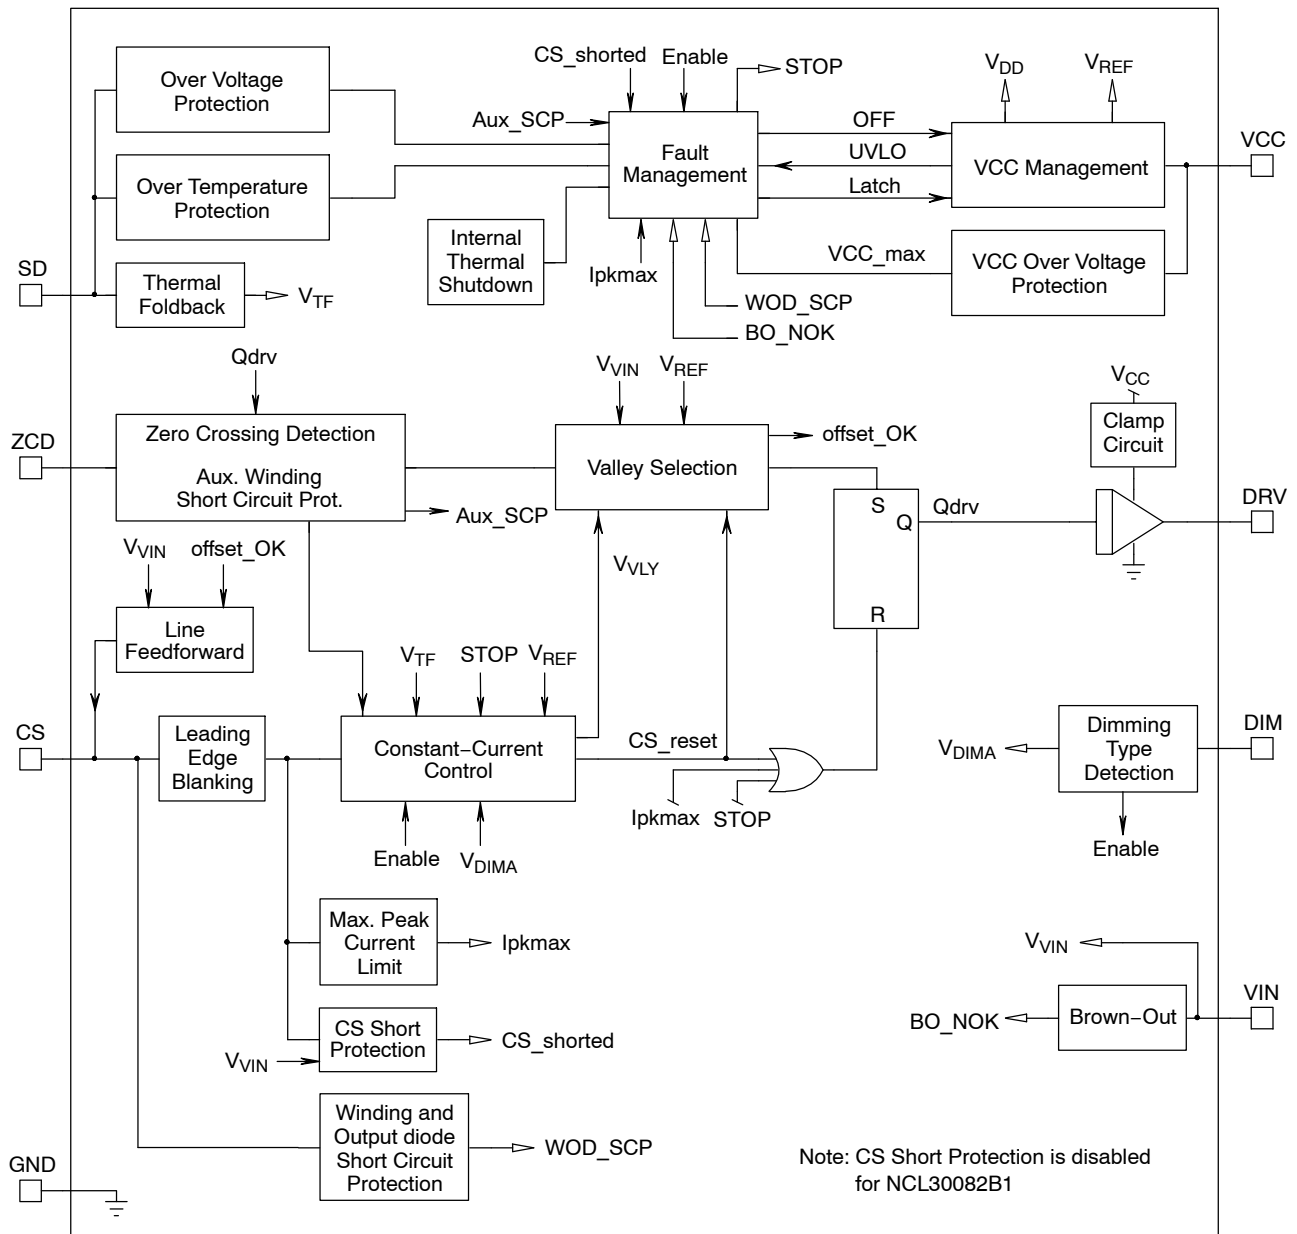 CS_shorted
Enable
STOP
VDD
VREF
Over Voltage
Protection
Aux_SCP
Fault
Management
OFF
UVLO
Latch
VCC Management
VCC
Over Temperature
Protection
Internal
Thermal
Shutdown
Ipkmax
VCC_max
VCC Over Voltage
Protection
SD
Thermal
Foldback
VTF
WOD_SCP
BO_NOK
Qdrv
VVIN
VREF
VCC
ZCD
Zero Crossing Detection
Aux. Winding
Short Circuit Prot.
Aux_SCP
Valley Selection
offset_OK
Clamp
Circuit
S
Q
R
Qdrv
DRV
VVIN
offset_OK
VVLY
Line
Feedforward
VTF
STOP
VREF
CS
Leading
Edge
Blanking
Constant−Current
Control
CS_reset
Ipkmax
STOP
VDIMA
Dimming
Type
Detection
DIM
Enable
Enable
VDIMA
Max. Peak
Current
Limit
Ipkmax
VVIN
CS Short
Protection
CS_shorted
VVIN
BO_NOK
Brown−Out
VIN
Winding and
Output diode
Short Circuit
Protection
WOD_SCP
GND
Note: CS Short Protection is disabled
for NCL30082B1